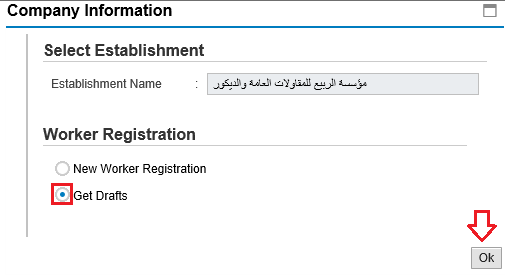 Company Information
Select Establishment
Establishment Name : مؤسسة الربيع للمقاولات العامة والديكور
Worker Registration
New Worker Registration
Get Drafts
Ok